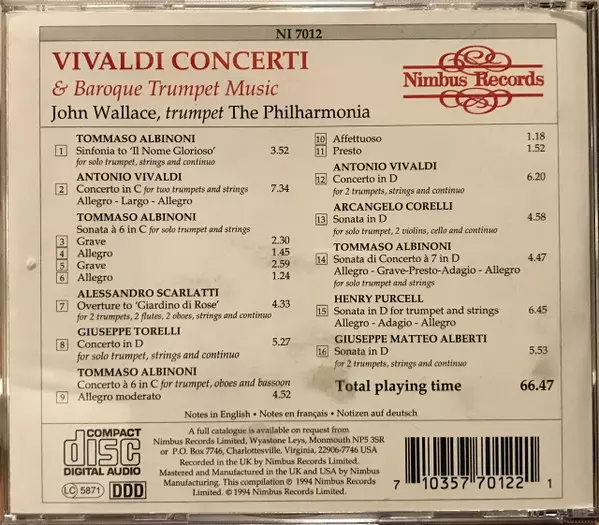 NI 7012
VIVALDI CONCERTI
& Baroque Trumpet Music
John Wallace, trumpet The Philharmonia
Nimbus Records
TOMMASO ALBINONI
1 Sinfonia to 'Il Nome Glorioso' 3.52
for solo trumpet, strings and continuo
ANTONIO VIVALDI
2 Concerto in C for two trumpets and strings 7.34
Allegro - Largo - Allegro
TOMMASO ALBINONI
Sonata à 6 in C for solo trumpet and strings
3 Grave 2.30
4 Allegro 1.45
5 Grave 2.59
6 Allegro 1.24
ALESSANDRO SCARLATTI
7 Overture to 'Giardino di Rose' 4.33
for 2 trumpets, 2 flutes, 2 oboes, strings and continuo
GIUSEPPE TORELLI
8 Concerto in D 5.27
for solo trumpet, strings and continuo
TOMMASO ALBINONI
Concerto à 6 in C for trumpet, oboes and bassoon
9 Allegro moderato 4.52
10 Affettuoso 1.18
11 Presto 1.52
ANTONIO VIVALDI
12 Concerto in D 6.20
for 2 trumpets, strings and continuo
ARCANGELO CORELLI
13 Sonata in D 4.58
for solo trumpet, 2 violins, cello and continuo
TOMMASO ALBINONI
14 Sonata di Concerto à 7 in D 4.47
Allegro - Grave-Presto-Adagio - Allegro
for solo trumpet and strings
HENRY PURCELL
15 Sonata in D for trumpet and strings 6.45
Allegro - Adagio - Allegro
GIUSEPPE MATTEO ALBERTI
16 Sonata in D 5.53
for 2 trumpets, strings and continuo
Total playing time 66.47
Notes in English • Notes en français • Notizen auf deutsch
COMPACT
disc
DIGITAL AUDIO
LC 5871 DDD
A full catalogue is available on request from
Nimbus Records Limited, Wyastone Leys, Monmouth NP5 3SR
or P.O. Box 7746, Charlottesville, Virginia, 22906-7746 USA
Recorded in the UK by Nimbus Records Limited.
Mastered and Manufactured in the UK and USA by Nimbus
Manufacturing. This compilation ℗ 1994 Nimbus Records
Limited. © 1994 Nimbus Records Limited.
7 10357 70122 1